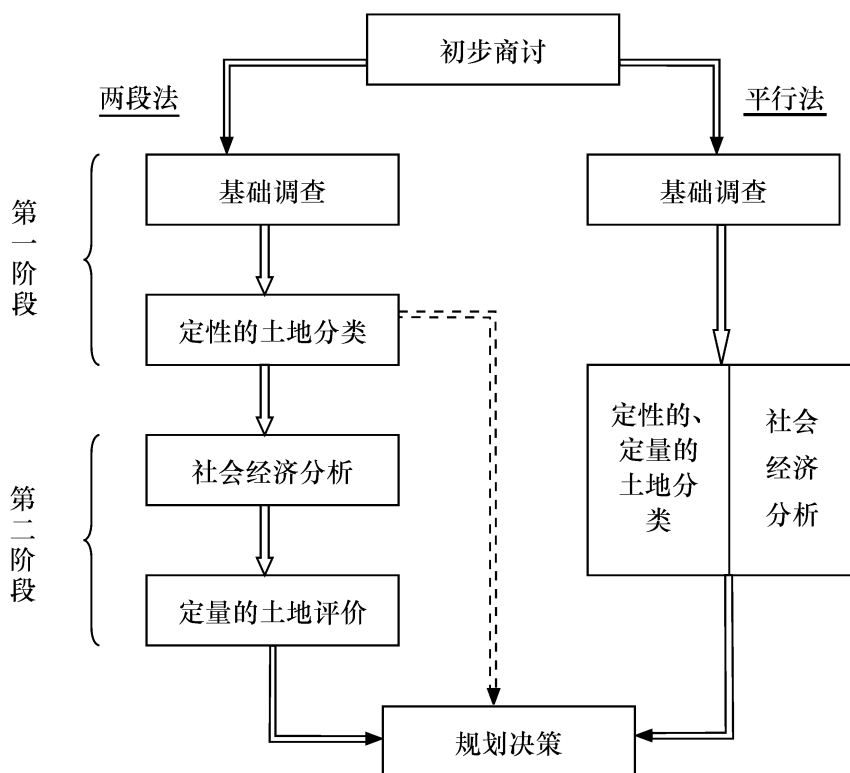 初步商讨
两段法
平行法
第一阶段
基础调查
基础调查
定性的土地分类
定性的、
定量的
土地分
类
社会
经济
分析
第二阶段
社会经济分析
定量的土地评价
规划决策